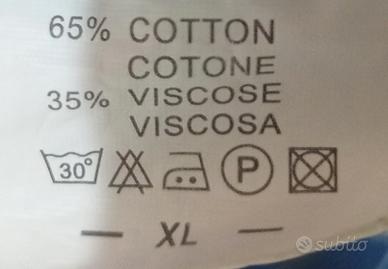 65% COTTON
COTONE
35% VISCOSE
VISCOSA
30° P
— XL —
subito